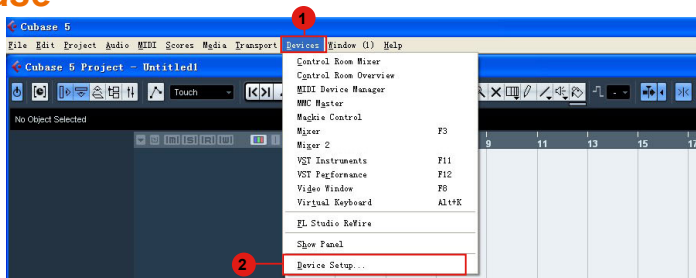 1
Cubase 5
File Edit Project Audio MIDI Scores Media Transport Devices Window (1) Help
Cubase 5 Project - Untitled1
Touch
No Object Selected
9 11 13 15 17
Control Room Mixer
Control Room Overview
MIDI Device Manager
MMC Master
Mackie Control
Mixer F3
Mixer 2
VST Instruments F11
VST Performance F12
Video Window F8
Virtual Keyboard Alt+K
FL Studio ReWire
Show Panel
2
Device Setup...